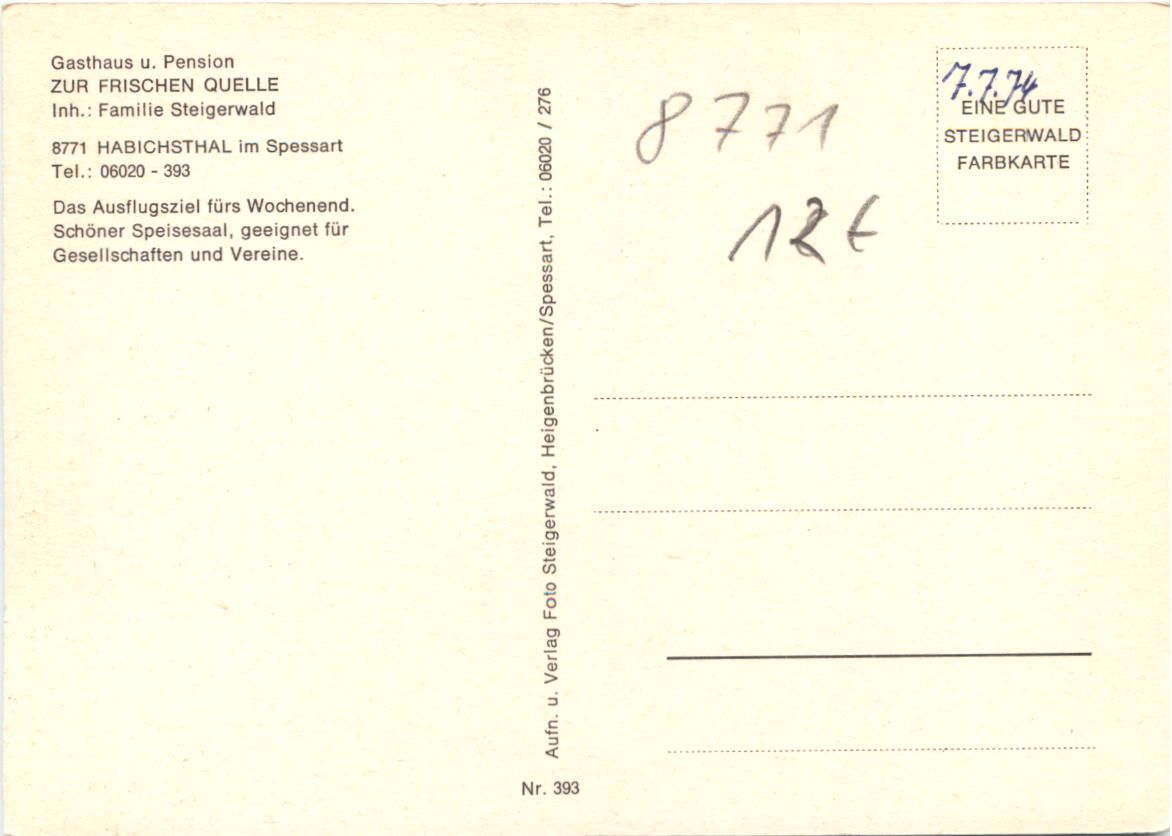 Gasthaus u. Pension
ZUR FRISCHEN QUELLE
Inh.: Familie Steigerwald
8771 HABICHSTHAL im Spessart
Tel.: 06020 - 393
Das Ausflugsziel fürs Wochenend.
Schöner Speisesaal, geeignet für
Gesellschaften und Vereine.
Aufn. u. Verlag Foto Steigerwald, Heigenbrücken/Spessart, Tel.: 06020 / 276
Nr. 393
8771
7.7.74
EINE GUTE
STEIGERWALD
FARBKARTE